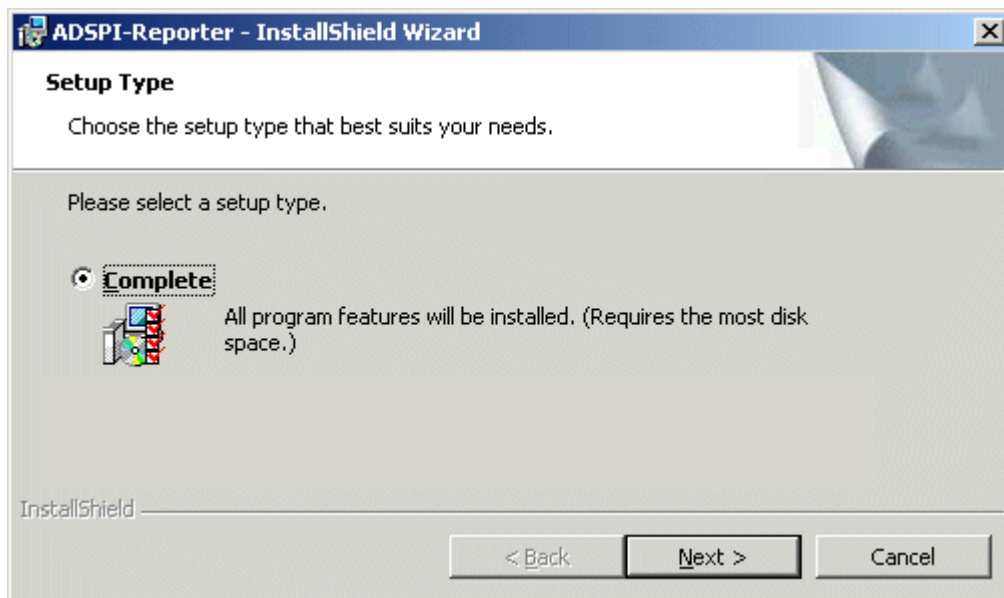 ADSPI-Reporter - InstallShield Wizard
Setup Type
Choose the setup type that best suits your needs.
Please select a setup type.
Complete
All program features will be installed. (Requires the most disk
space.)
InstallShield
< Back
Next >
Cancel